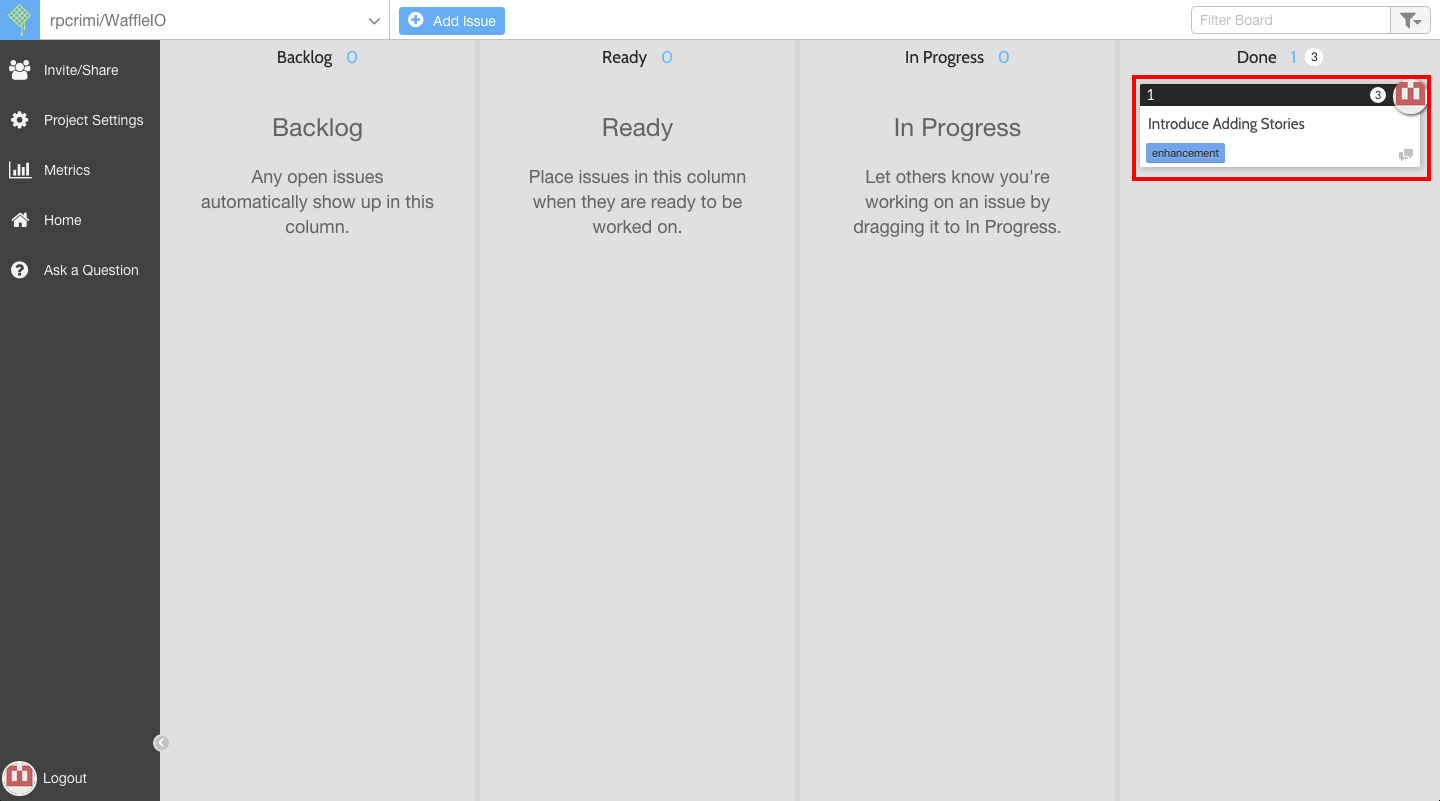 rpcrimi/WaffleIO
Add Issue
Filter Board
Invite/Share
Project Settings
Metrics
Home
Ask a Question
Logout
Backlog 0
Backlog
Any open issues
automatically show up in this
column.
Ready 0
Ready
Place issues in this column
when they are ready to be
worked on.
In Progress 0
In Progress
Let others know you're
working on an issue by
dragging it to In Progress.
Done 1 3
1 3
Introduce Adding Stories
enhancement